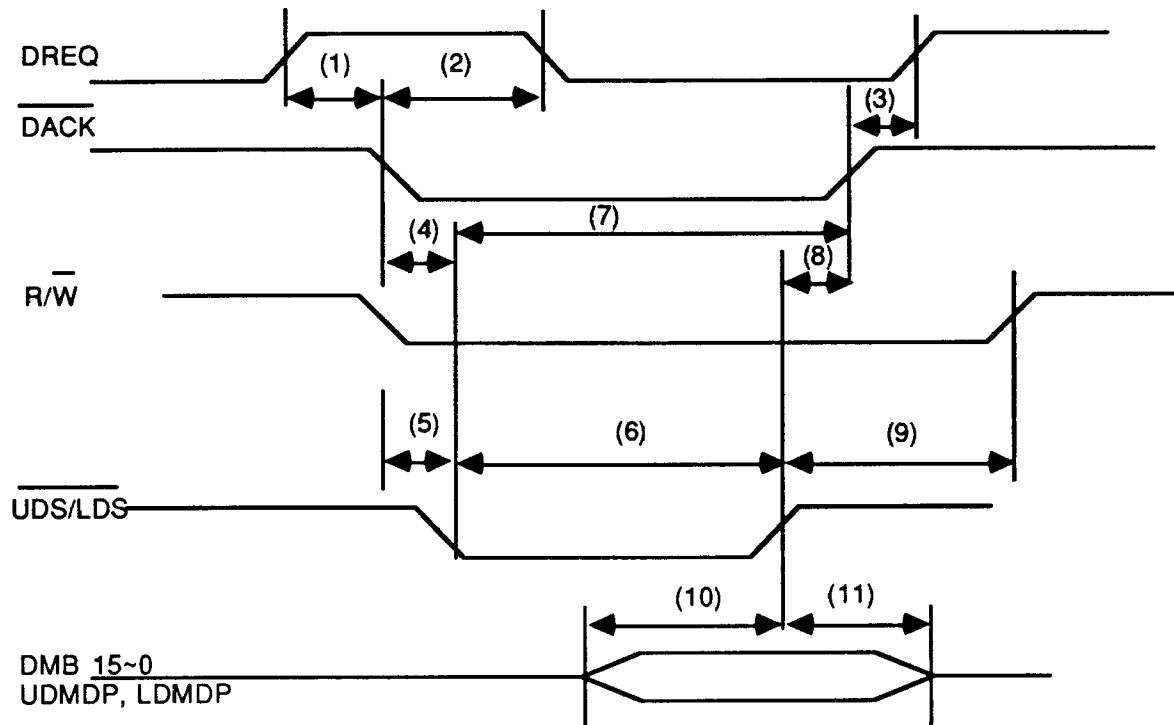 DREQ
(1)
(2)
(3)
DACK
(4)
(7)
(8)
R/W
(5)
(6)
(9)
UDS/LDS
(10)
(11)
DMB 15~0
UDMDP, LDMDP